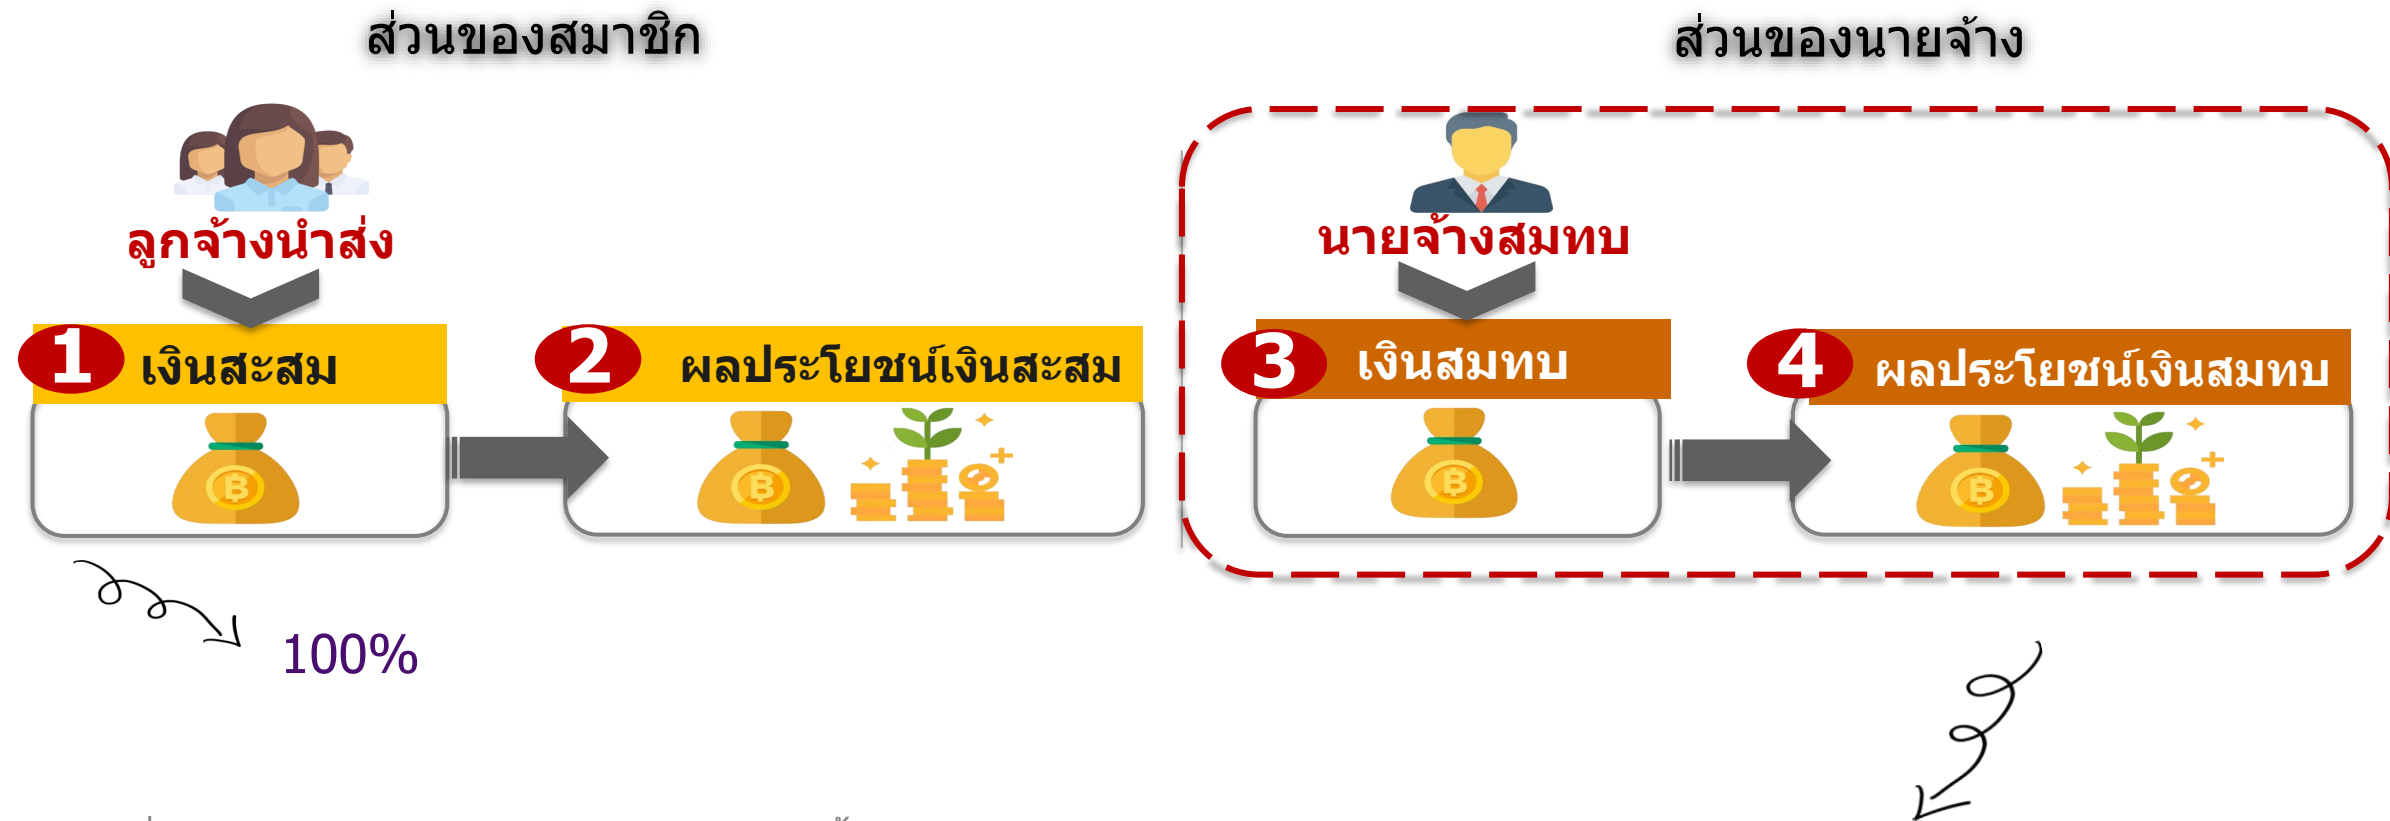 ส่วนของสมาชิก
ส่วนของนายจ้าง
ลูกจ้างนำส่ง
นายจ้างสมทบ
1 เงินสะสม
2 ผลประโยชน์เงินสะสม
3 เงินสมทบ
4 ผลประโยชน์เงินสมทบ
100%